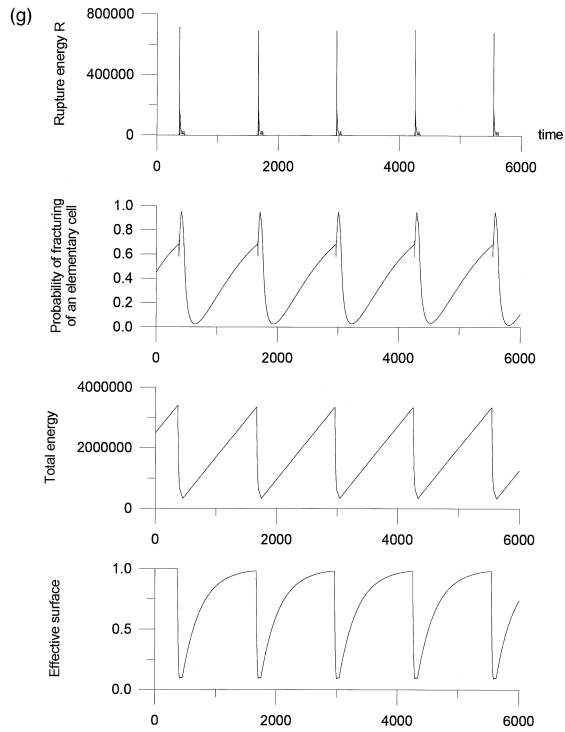 (g)
Rupture energy R
800000
400000
0
0 2000 4000 6000
time
Probability of fracturing
of an elementary cell
1.0
0.8
0.6
0.4
0.2
0.0
0 2000 4000 6000
Total energy
4000000
2000000
0
0 2000 4000 6000
Effective surface
1.0
0.5
0.0
0 2000 4000 6000